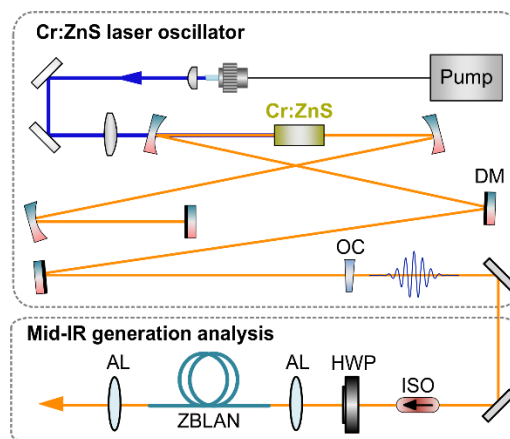 Cr:ZnS laser oscillator
Pump
Cr:ZnS
DM
OC
Mid-IR generation analysis
AL
AL
HWP
ISO
ZBLAN